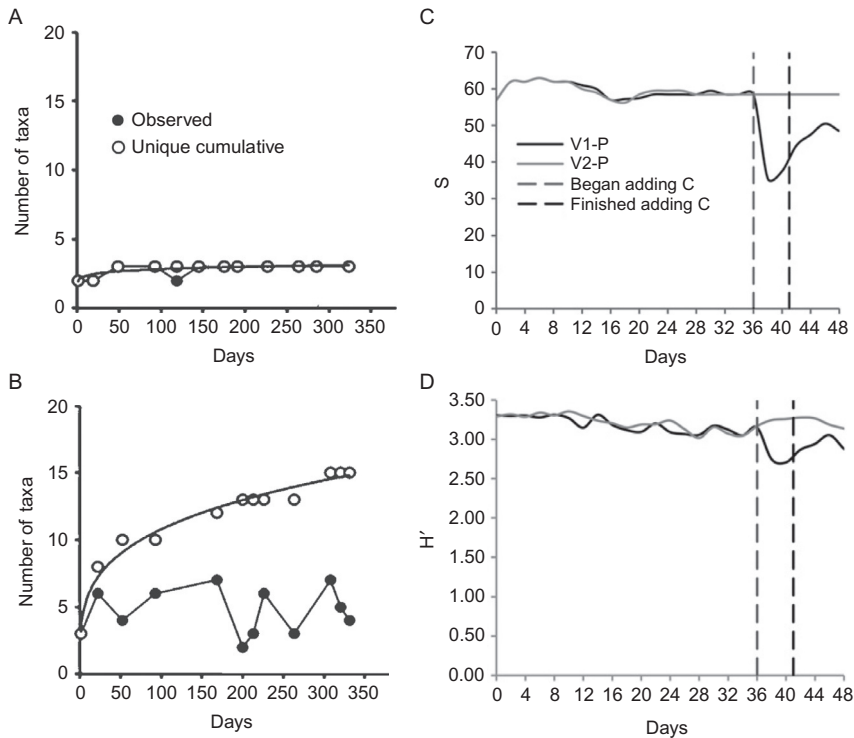 A
20
15
10
5
0
Number of taxa
Observed
Unique cumulative
0 50 100 150 200 250 300 350
Days
B
20
15
10
5
0
Number of taxa
0 50 100 150 200 250 300 350
Days
C
70
60
50
40
30
20
10
0
S
V1-P
V2-P
Began adding C
Finished adding C
0 4 8 12 16 20 24 28 32 36 40 44 48
Days
D
3.50
3.00
2.50
2.00
1.50
1.00
0.50
0.00
H′
0 4 8 12 16 20 24 28 32 36 40 44 48
Days